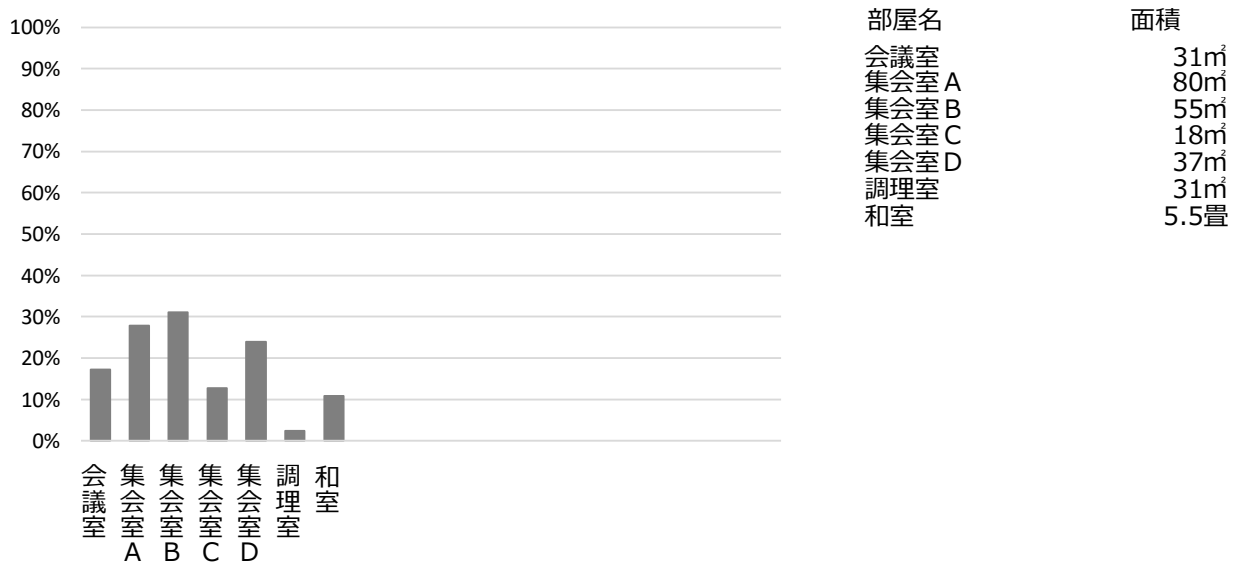 100%
90%
80%
70%
60%
50%
40%
30%
20%
10%
0%
会議室
集会室A
集会室B
集会室C
集会室D
調理室
和室
部屋名 面積
会議室 31㎡
集会室A 80㎡
集会室B 55㎡
集会室C 18㎡
集会室D 37㎡
調理室 31㎡
和室 5.5畳